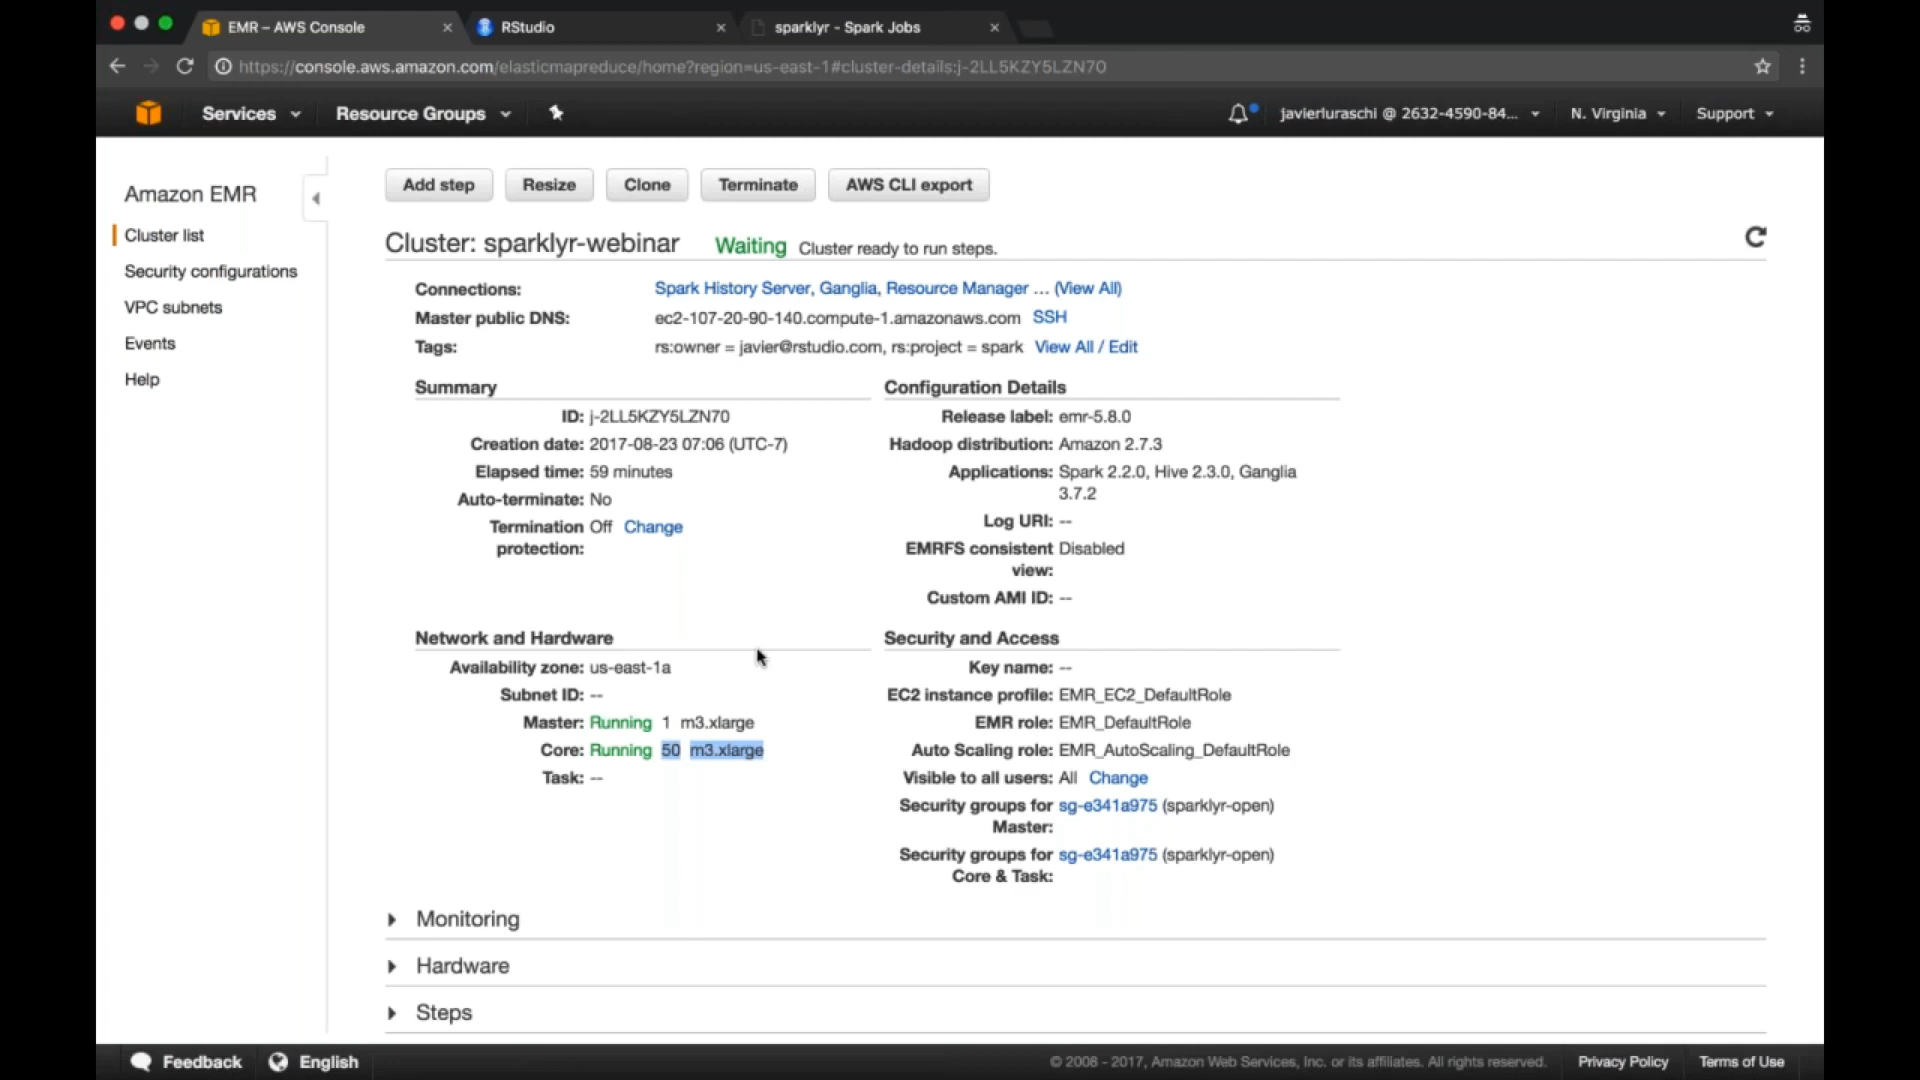 EMR – AWS Console
RStudio
sparklyr - Spark Jobs
https://console.aws.amazon.com/elasticmapreduce/home?region=us-east-1#cluster-details:j-2LL5KZY5LZN70
Services
Resource Groups
javierluraschi @ 2632-4590-84...
N. Virginia
Support
Amazon EMR
Cluster list
Security configurations
VPC subnets
Events
Help
Add step
Resize
Clone
Terminate
AWS CLI export
Cluster: sparklyr-webinar
Waiting Cluster ready to run steps.
Connections: Spark History Server, Ganglia, Resource Manager ... (View All)
Master public DNS: ec2-107-20-90-140.compute-1.amazonaws.com SSH
Tags: rs:owner = javier@rstudio.com, rs:project = spark View All / Edit
Summary
ID: j-2LL5KZY5LZN70
Creation date: 2017-08-23 07:06 (UTC-7)
Elapsed time: 59 minutes
Auto-terminate: No
Termination Off Change
protection:
Configuration Details
Release label: emr-5.8.0
Hadoop distribution: Amazon 2.7.3
Applications: Spark 2.2.0, Hive 2.3.0, Ganglia
3.7.2
Log URI: --
EMRFS consistent Disabled
view:
Custom AMI ID: --
Network and Hardware
Availability zone: us-east-1a
Subnet ID: --
Master: Running 1 m3.xlarge
Core: Running 50 m3.xlarge
Task: --
Security and Access
Key name: --
EC2 instance profile: EMR_EC2_DefaultRole
EMR role: EMR_DefaultRole
Auto Scaling role: EMR_AutoScaling_DefaultRole
Visible to all users: All Change
Security groups for sg-e341a975 (sparklyr-open)
Master:
Security groups for sg-e341a975 (sparklyr-open)
Core & Task:
Monitoring
Hardware
Steps
Feedback
English
© 2008 - 2017, Amazon Web Services, Inc. or its affiliates. All rights reserved.
Privacy Policy
Terms of Use